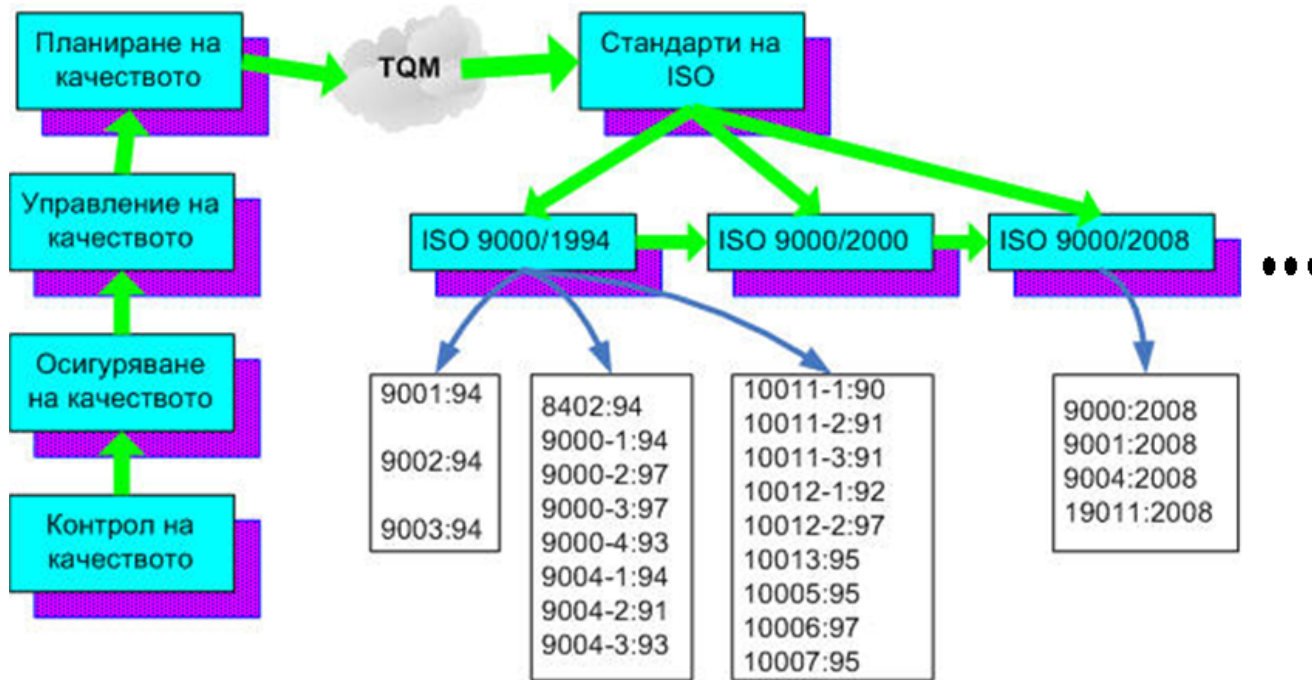 Планиране на
качеството
TQM
Стандарти на
ISO
Управление на
качеството
Осигуряване
на качеството
Контрол на
качеството
ISO 9000/1994
ISO 9000/2000
ISO 9000/2008
9001:94
9002:94
9003:94
8402:94
9000-1:94
9000-2:97
9000-3:97
9000-4:93
9004-1:94
9004-2:91
9004-3:93
10011-1:90
10011-2:91
10011-3:91
10012-1:92
10012-2:97
10013:95
10005:95
10006:97
10007:95
9000:2008
9001:2008
9004:2008
19011:2008